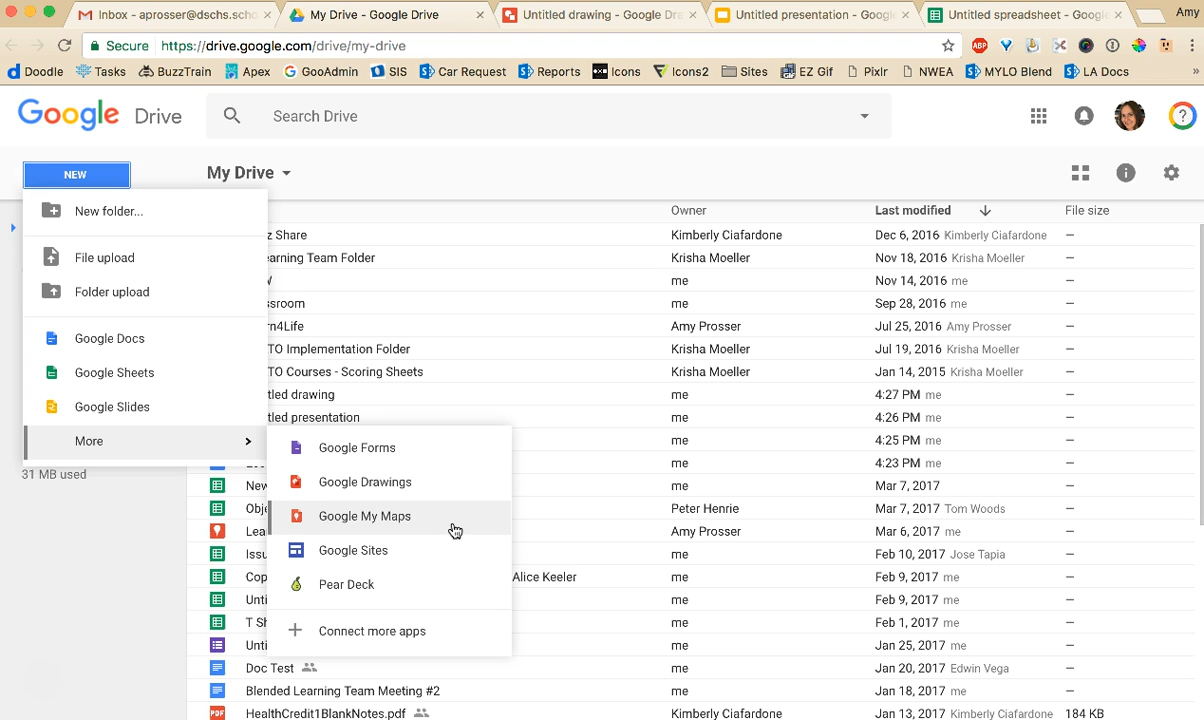 Inbox - aprosser@dschs.scho
My Drive - Google Drive
Untitled drawing - Google Dra
Untitled presentation - Google
Untitled spreadsheet - Google
Amy
Secure https://drive.google.com/drive/my-drive
ABP
Doodle Tasks BuzzTrain Apex GooAdmin SIS Car Request Reports Icons Icons2 Sites EZ Gif Pixlr NWEA MYLO Blend LA Docs »
Google Drive
Search Drive
NEW
My Drive
New folder...
File upload
Folder upload
Google Docs
Google Sheets
Google Slides
More
31 MB used
Google Forms
Google Drawings
Google My Maps
Google Sites
Pear Deck
Connect more apps
Owner Last modified File size
z Share Kimberly Ciafardone Dec 6, 2016 Kimberly Ciafardone –
earning Team Folder Krisha Moeller Nov 18, 2016 Krisha Moeller –
me Nov 14, 2016 me –
ssroom me Sep 28, 2016 me –
rn4Life Amy Prosser Jul 25, 2016 Amy Prosser –
TO Implementation Folder Krisha Moeller Jul 19, 2016 Krisha Moeller –
TO Courses - Scoring Sheets Krisha Moeller Jan 14, 2015 Krisha Moeller –
tled drawing me 4:27 PM me –
tled presentation me 4:26 PM me –
me 4:25 PM me –
me 4:23 PM me –
New me Mar 7, 2017 –
Obje Peter Henrie Mar 7, 2017 Tom Woods –
Lea Amy Prosser Mar 6, 2017 me –
Issu me Feb 10, 2017 Jose Tapia –
Cop Alice Keeler me Feb 9, 2017 me –
Unti me Feb 9, 2017 me –
T Sh me Feb 1, 2017 me –
Unti me Jan 25, 2017 me –
Doc Test me Jan 20, 2017 Edwin Vega –
Blended Learning Team Meeting #2 me Jan 18, 2017 me –
PDF HealthCredit1BlankNotes.pdf Kimberly Ciafardone Jan 13, 2017 Kimberly Ciafardone 184 KB